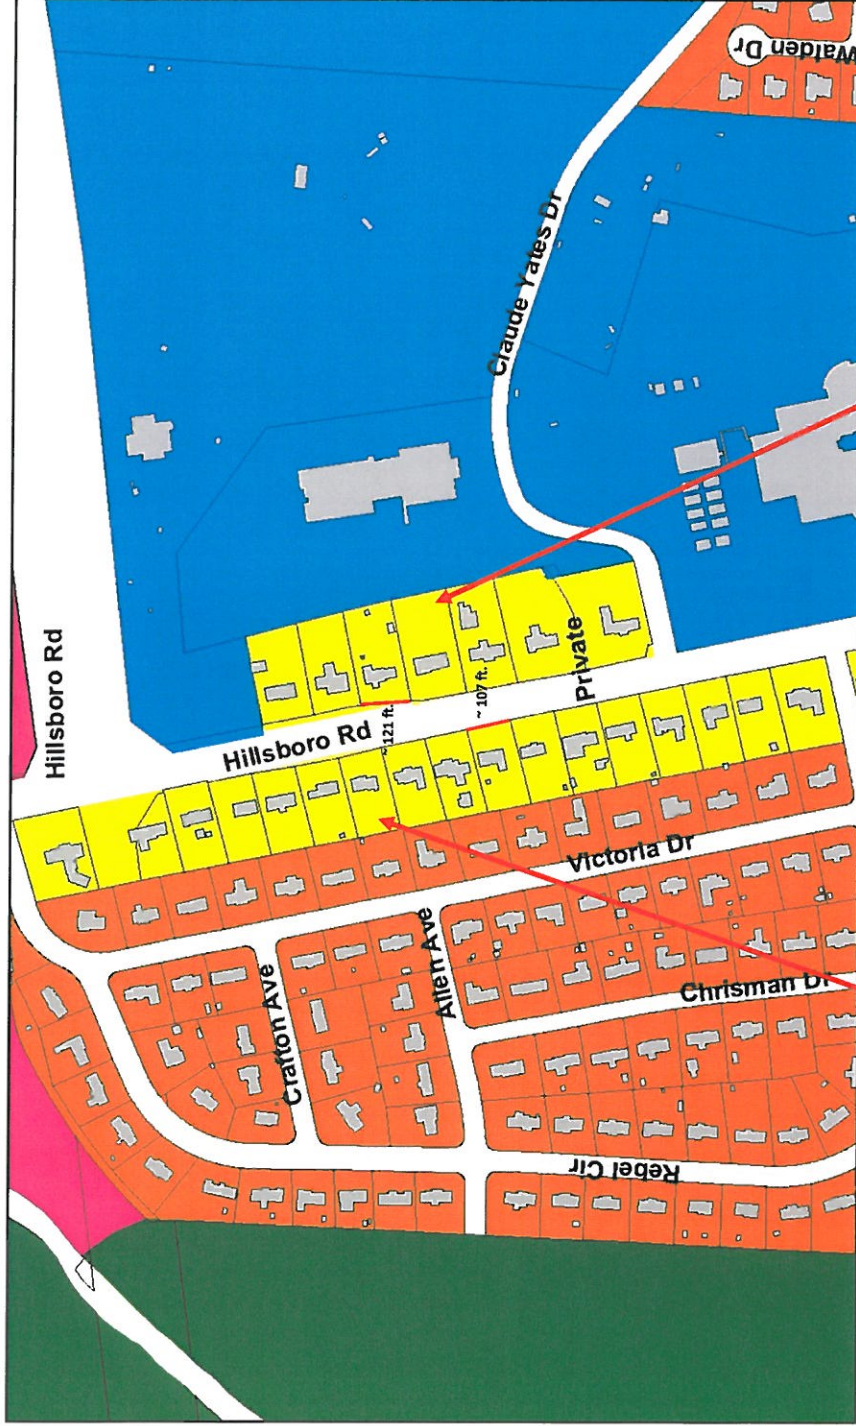 Walden Dr
Claude Yates Dr
Hillsboro Rd
Private
~ 107 ft.
Hillsboro Rd
~ 121 ft.
Victoria Dr
Allen Ave
Chrisman Dr
Crafton Ave
Rebel Cir